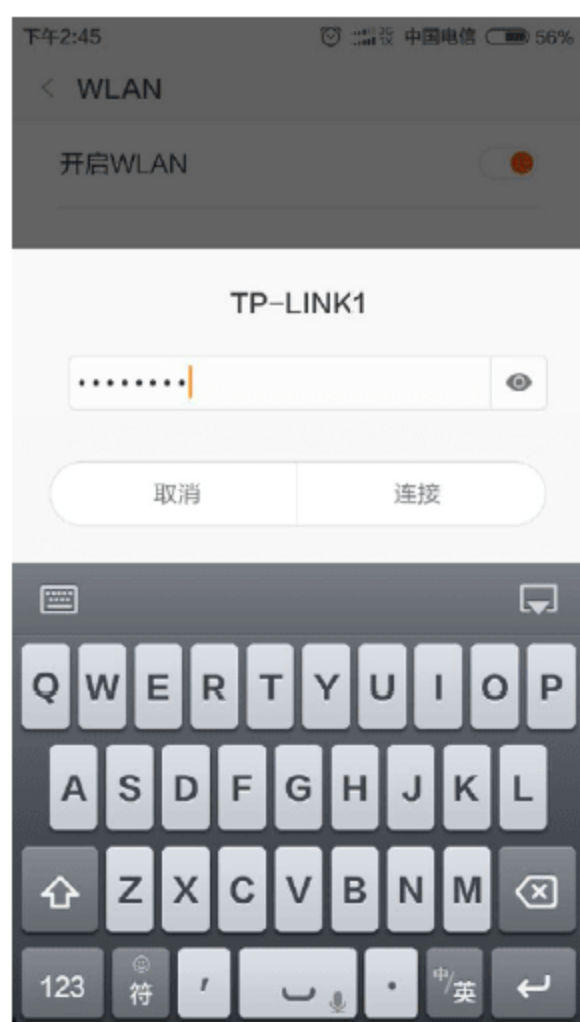 下午2:45 中国电信 56%
WLAN
开启WLAN
TP-LINK1
••••••••
取消 连接
Q W E R T Y U I O P
A S D F G H J K L
Z X C V B N M
123 符 , . 中/英